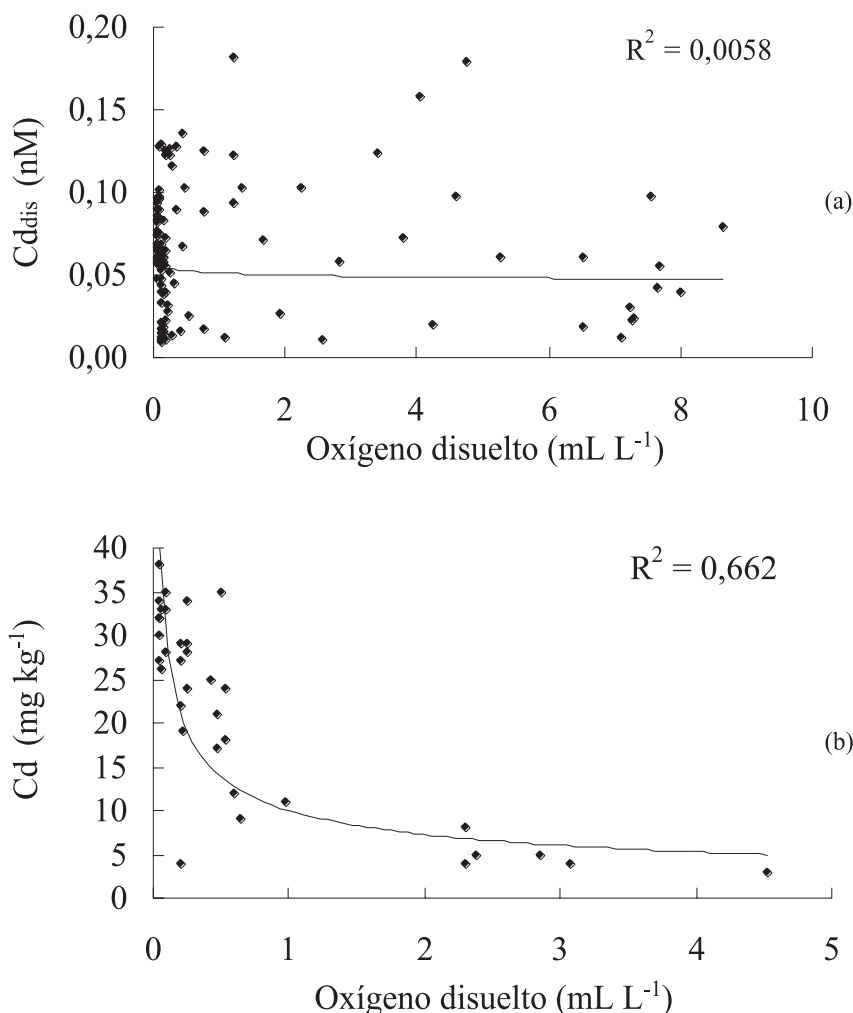 0,20
0,15
0,10
0,05
0,00
Cd_dis (nM)
R² = 0,0058
(a)
0 2 4 6 8 10
Oxígeno disuelto (mL L⁻¹)
40
35
30
25
20
15
10
5
0
Cd (mg kg⁻¹)
R² = 0,662
(b)
0 1 2 3 4 5
Oxígeno disuelto (mL L⁻¹)